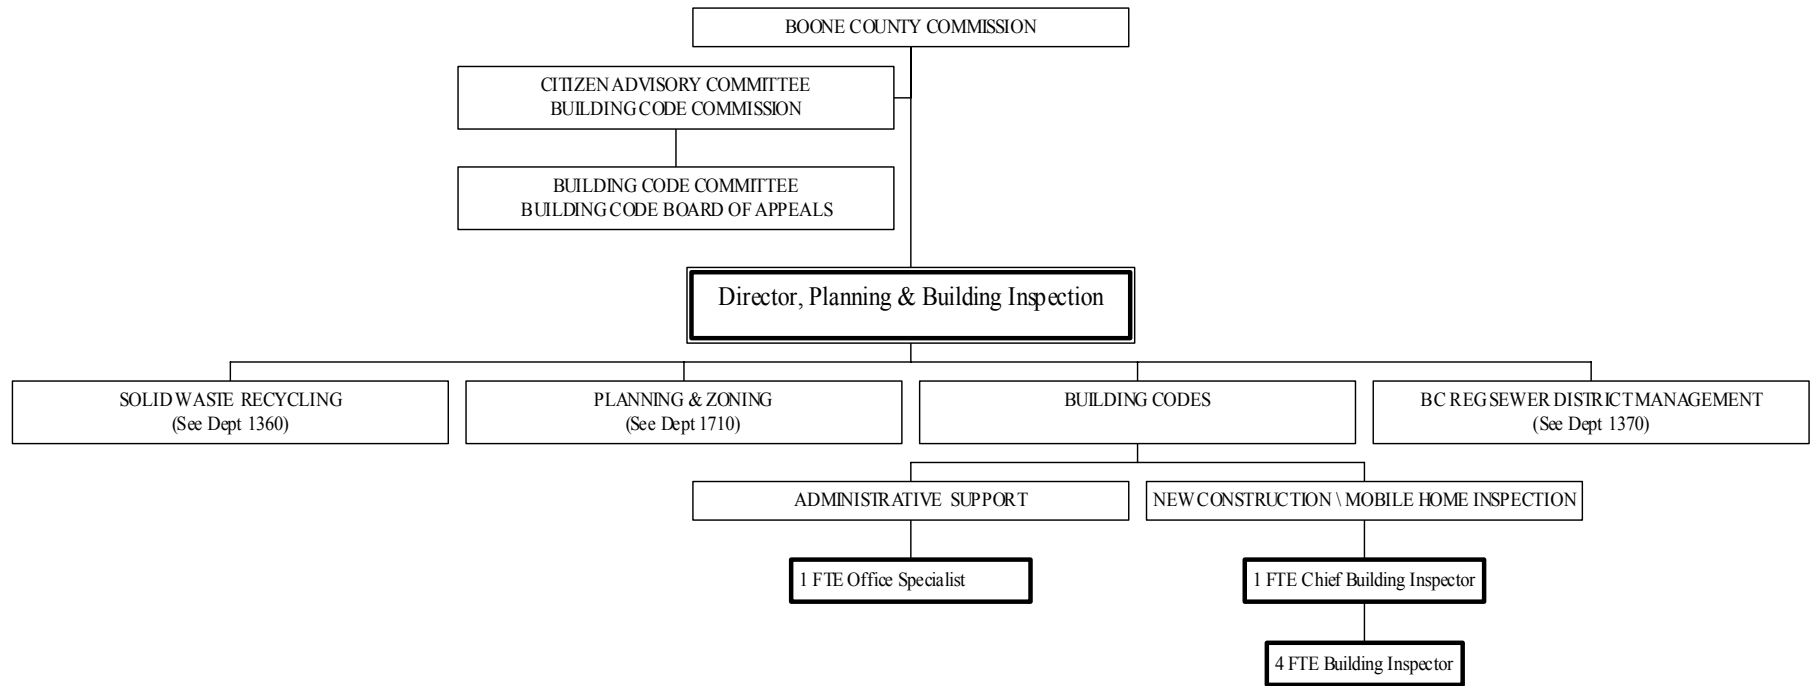 BOONE COUNTY COMMISSION
CITIZEN ADVISORY COMMITTEE
BUILDING CODE COMMISSION
BUILDING CODE COMMITTEE
BUILDING CODE BOARD OF APPEALS
Director, Planning & Building Inspection
SOLID WASTE RECYCLING
(See Dept 1360)
PLANNING & ZONING
(See Dept 1710)
BUILDING CODES
BC REG SEWER DISTRICT MANAGEMENT
(See Dept 1370)
ADMINISTRATIVE SUPPORT
NEW CONSTRUCTION \ MOBILE HOME INSPECTION
1 FTE Office Specialist
1 FTE Chief Building Inspector
4 FTE Building Inspector